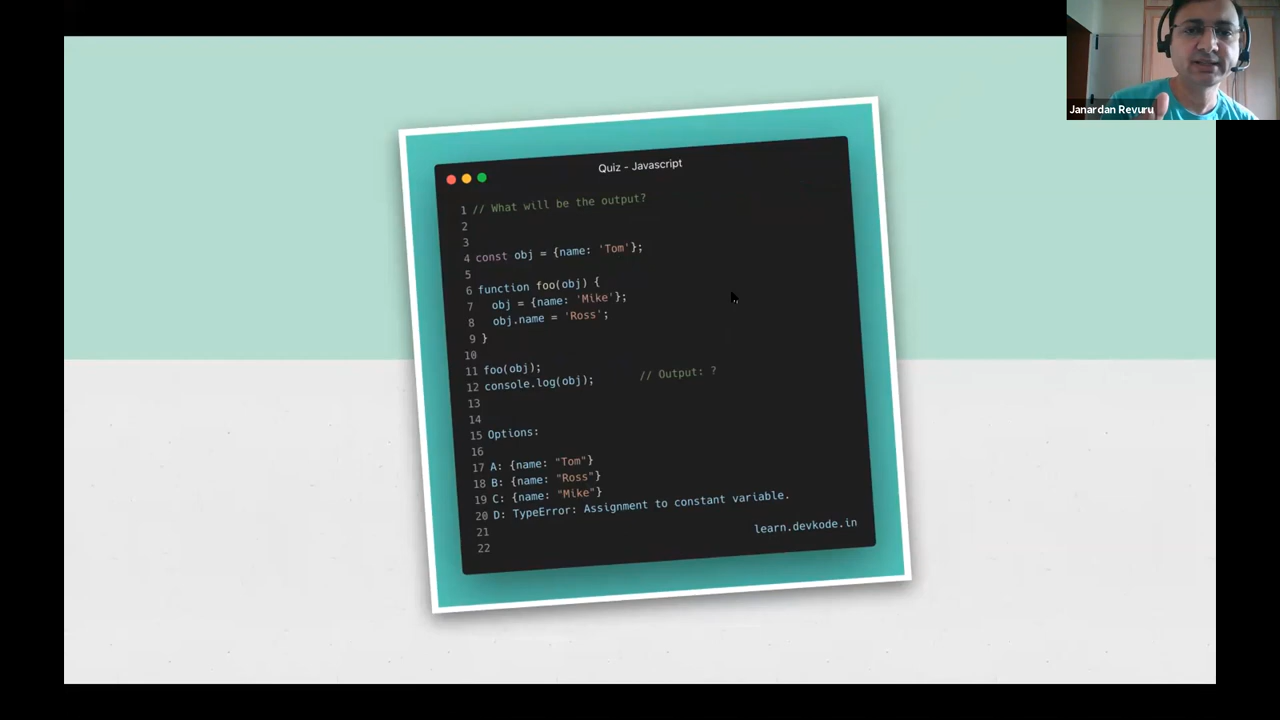 Janardan Revuru
Quiz - Javascript
1 // What will be the output?
2
3
4 const obj = {name: 'Tom'};
5
6 function foo(obj) {
7   obj = {name: 'Mike'};
8   obj.name = 'Ross';
9 }
10
11 foo(obj);
12 console.log(obj);       // Output: ?
13
14
15 Options:
16
17 A: {name: "Tom"}
18 B: {name: "Ross"}
19 C: {name: "Mike"}
20 D: TypeError: Assignment to constant variable.
21
22
learn.devkode.in